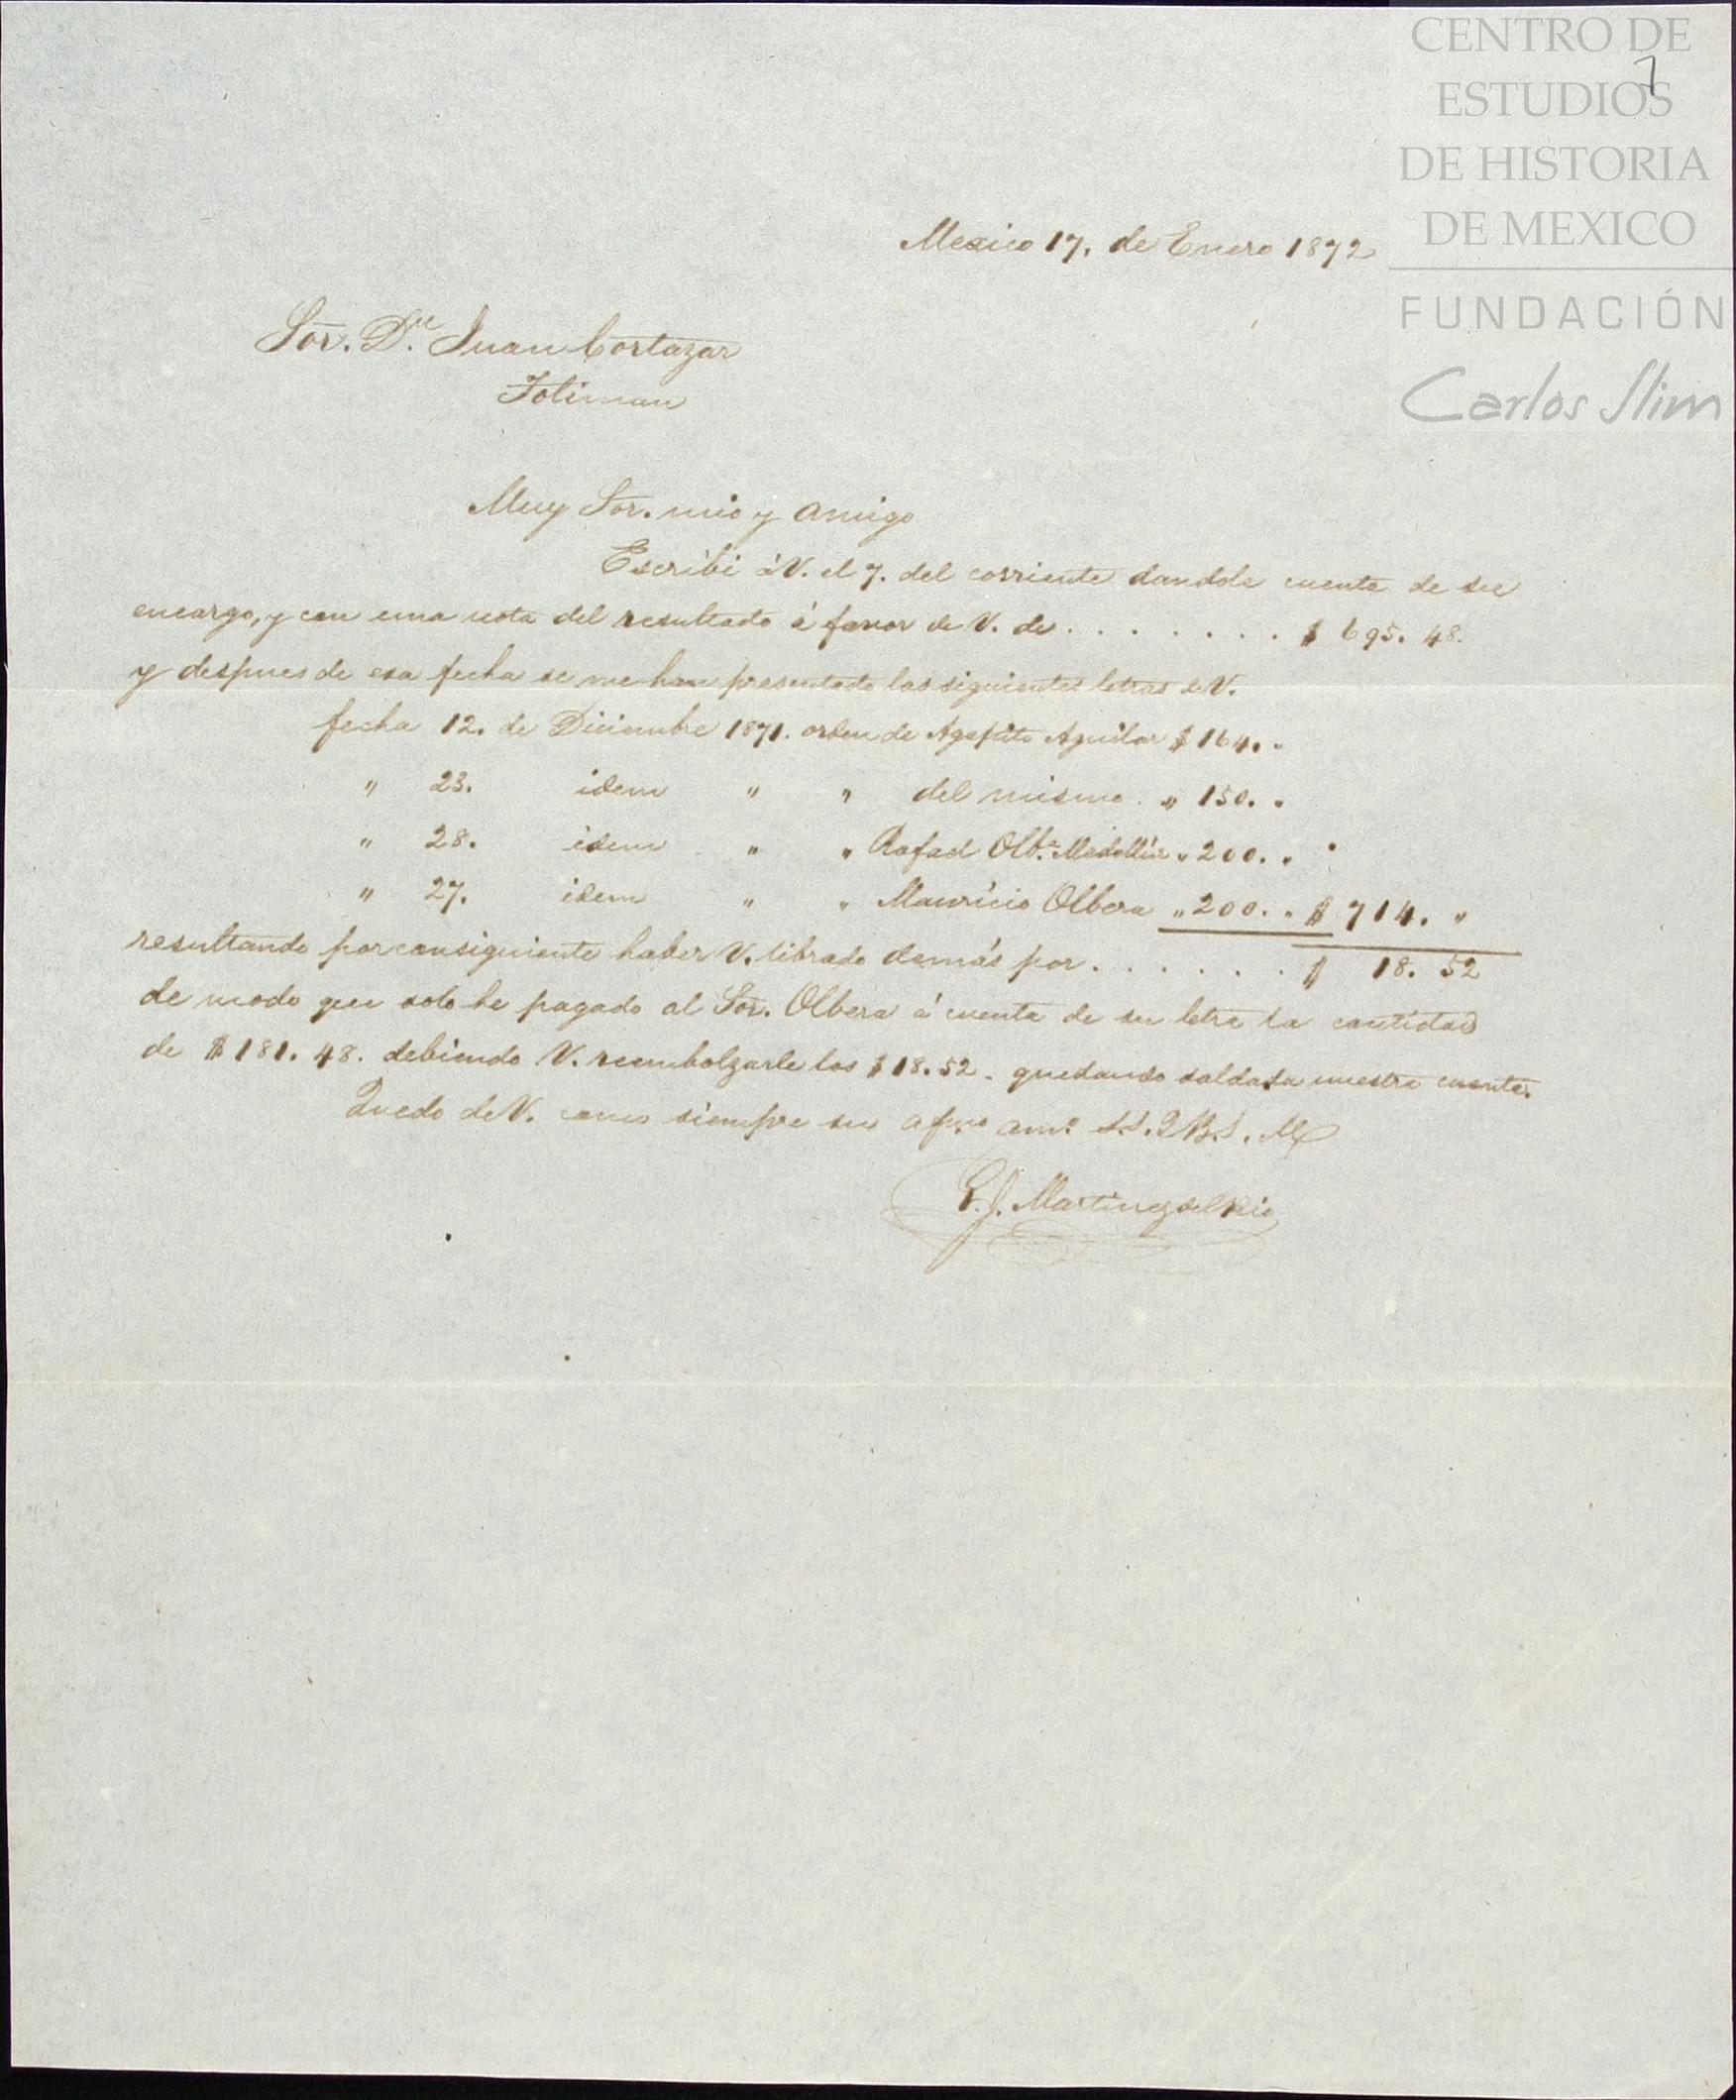 CENTRO DE
ESTUDIOS
DE HISTORIA
DE MEXICO
FUNDACIÓN
Carlos Slim
7
Mexico 17, de Enero 1872
Sor. Dn. Juan Cortazar
Toliman
Muy Sor. mio y amigo
Escribi á V. el 7. del corriente dandole cuenta de su
encargo, y con una nota del resultado á favor de V. de . . . . . . . . $ 695. 48.
y despues de esa fecha se me han presentado las siguientes letras de V.
fecha 12. de Diciembre 1871. orden de Agapito Aguilar $ 164. "
" 23. idem " " del mismo. " 150. "
" 28. idem " " Rafael Olb.a Medellin " 200. "
" 27. idem " " Mauricio Olbera " 200. " $ 714. "
resultando por consiguiente haber V. librado demás por . . . . . . . $ 18. 52
de modo que solo he pagado al Sor. Olbera á cuenta de su letra la cantidad
de $ 181. 48. debiendo V. reembolzarle los $ 18. 52. quedando saldada nuestra cuenta.
Quedo de V. como siempre su afmo amo. S.S.Q.B.S.M
P. J. Martinez del Rio